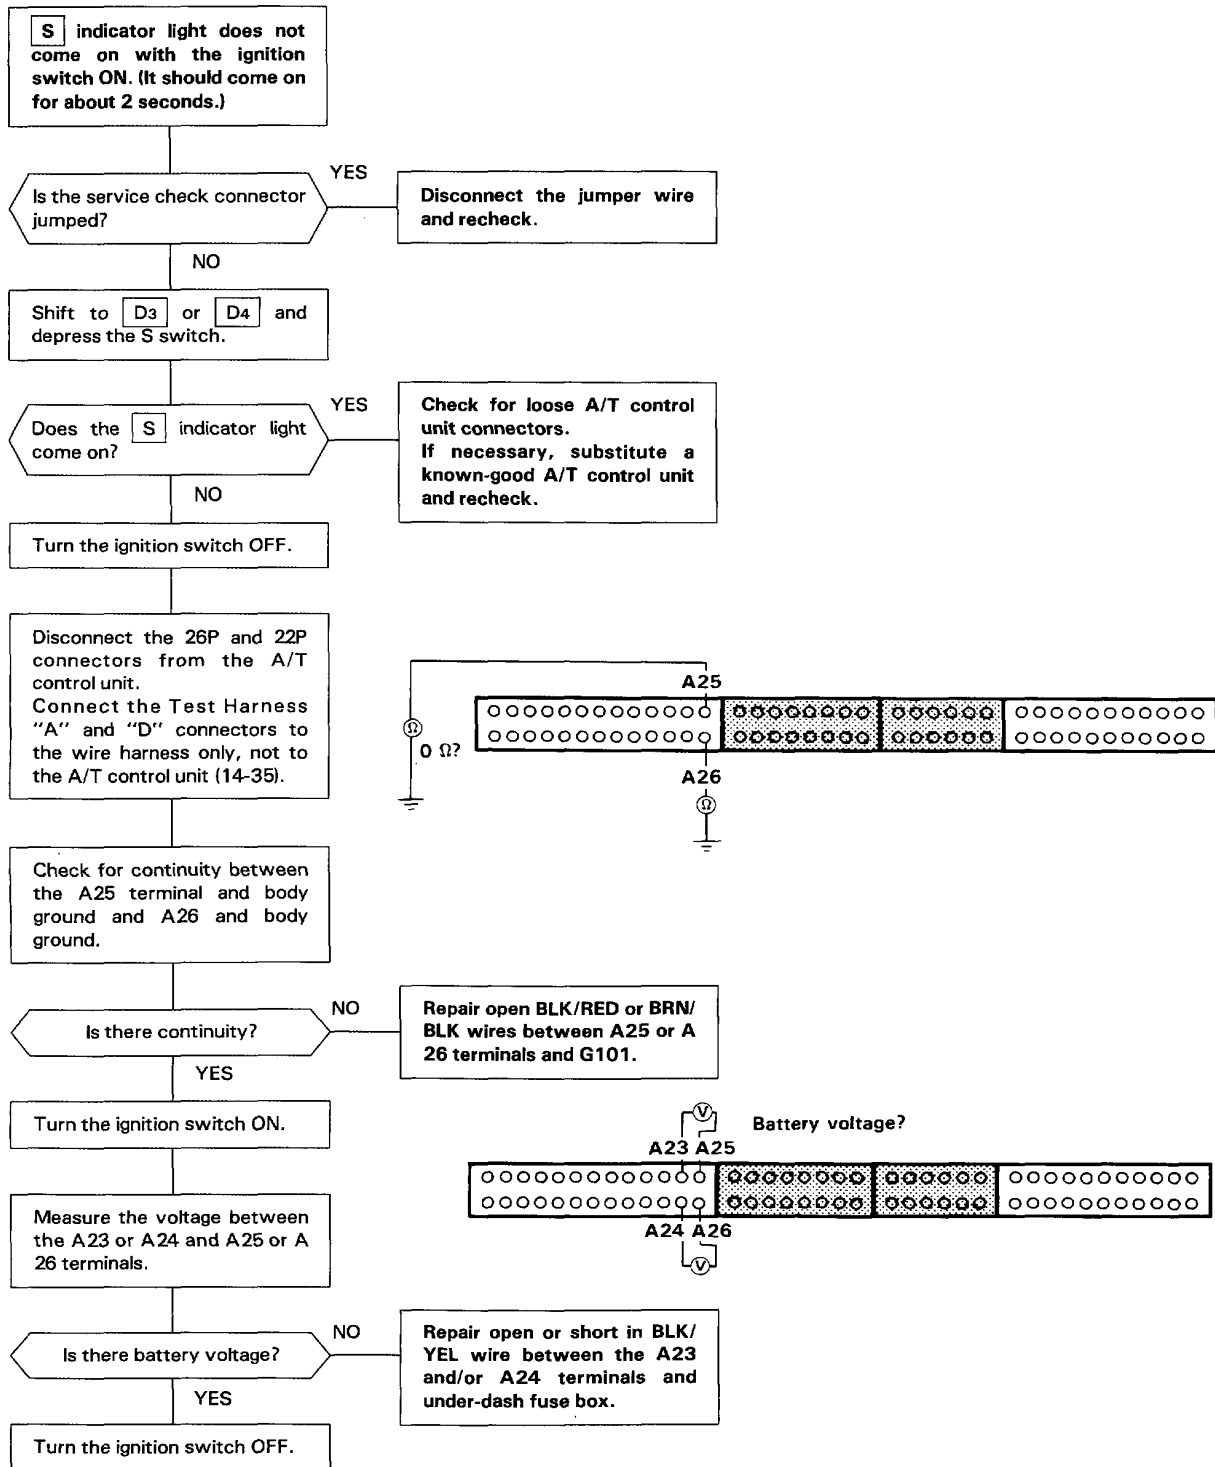 S indicator light does not
come on with the ignition
switch ON. (It should come on
for about 2 seconds.)
Is the service check connector
jumped?
YES
Disconnect the jumper wire
and recheck.
NO
Shift to D3 or D4 and
depress the S switch.
Does the S indicator light
come on?
YES
Check for loose A/T control
unit connectors.
If necessary, substitute a
known-good A/T control unit
and recheck.
NO
Turn the ignition switch OFF.
Disconnect the 26P and 22P
connectors from the A/T
control unit.
Connect the Test Harness
"A" and "D" connectors to
the wire harness only, not to
the A/T control unit (14-35).
A25
Ω
0 Ω?
A26
Ω
Check for continuity between
the A25 terminal and body
ground and A26 and body
ground.
Is there continuity?
NO
Repair open BLK/RED or BRN/
BLK wires between A25 or A
26 terminals and G101.
YES
Turn the ignition switch ON.
V
Battery voltage?
A23 A25
A24 A26
V
Measure the voltage between
the A23 or A24 and A25 or A
26 terminals.
Is there battery voltage?
NO
Repair open or short in BLK/
YEL wire between the A23
and/or A24 terminals and
under-dash fuse box.
YES
Turn the ignition switch OFF.